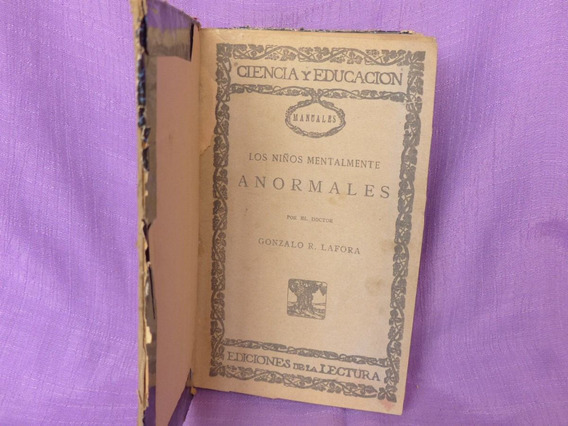 CIENCIA Y EDUCACION
MANUALES
LOS NIÑOS MENTALMENTE
ANORMALES
POR EL DOCTOR
GONZALO R. LAFORA
EDICIONES DE LA LECTURA